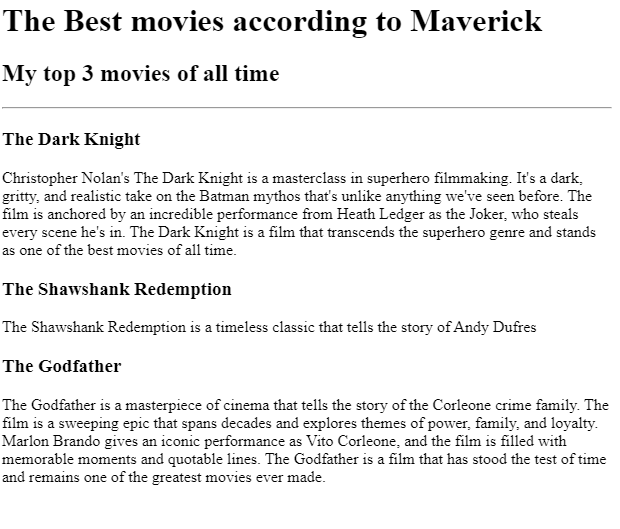 The Best movies according to Maverick
My top 3 movies of all time
The Dark Knight
Christopher Nolan's The Dark Knight is a masterclass in superhero filmmaking. It's a dark,
gritty, and realistic take on the Batman mythos that's unlike anything we've seen before. The
film is anchored by an incredible performance from Heath Ledger as the Joker, who steals
every scene he's in. The Dark Knight is a film that transcends the superhero genre and stands
as one of the best movies of all time.
The Shawshank Redemption
The Shawshank Redemption is a timeless classic that tells the story of Andy Dufres
The Godfather
The Godfather is a masterpiece of cinema that tells the story of the Corleone crime family. The
film is a sweeping epic that spans decades and explores themes of power, family, and loyalty.
Marlon Brando gives an iconic performance as Vito Corleone, and the film is filled with
memorable moments and quotable lines. The Godfather is a film that has stood the test of time
and remains one of the greatest movies ever made.